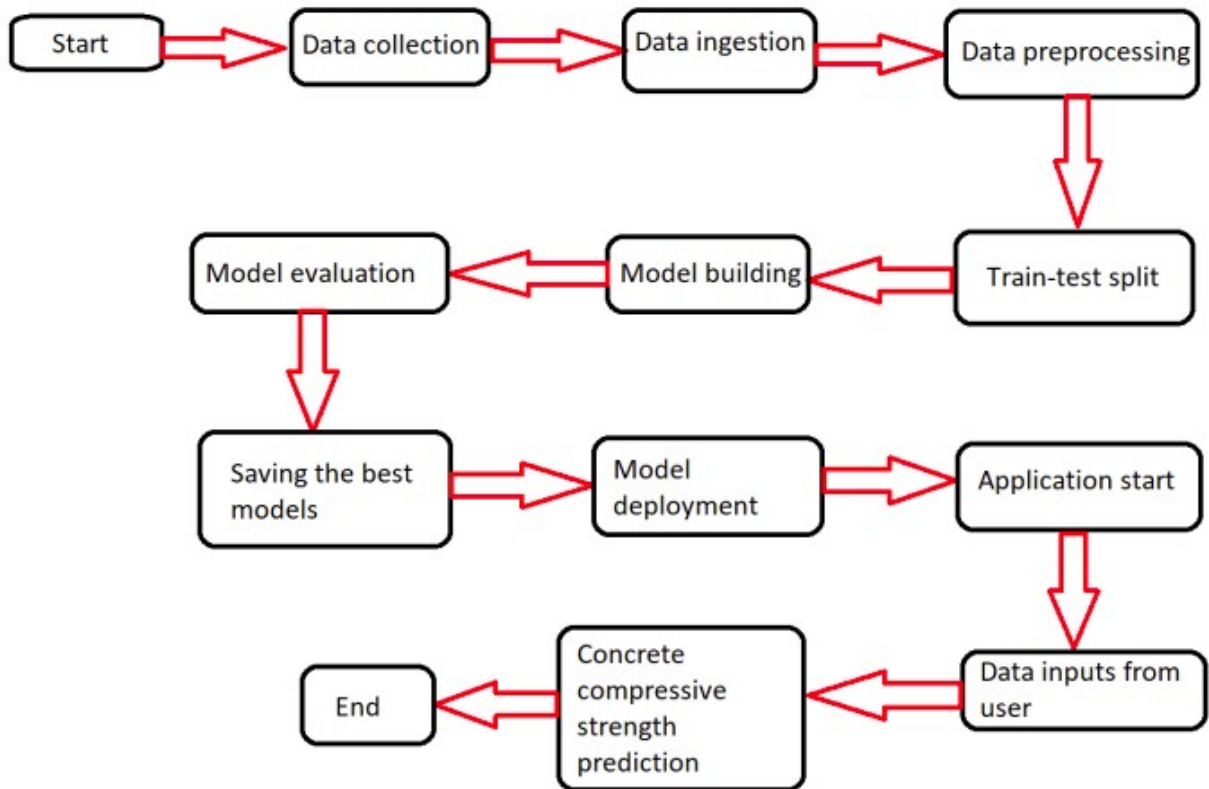 Start
Data collection
Data ingestion
Data preprocessing
Train-test split
Model building
Model evaluation
Saving the best
models
Model
deployment
Application start
Data inputs from
user
Concrete
compressive
strength
prediction
End